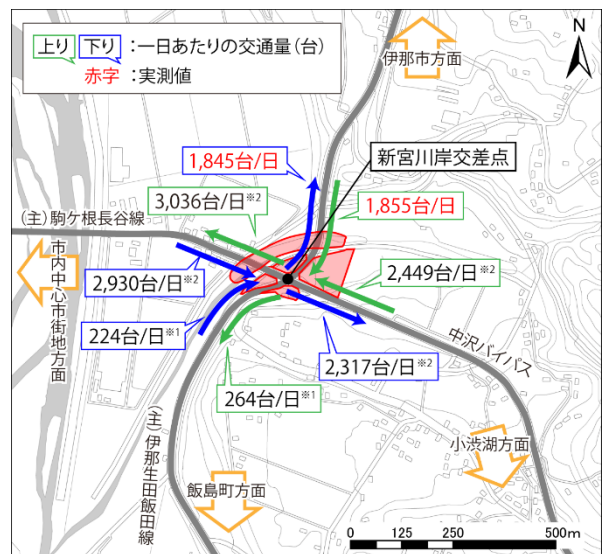 上り 下り :一日あたりの交通量(台)
赤字 :実測値
N
伊那市方面
新宮川岸交差点
1,845台/日
3,036台/日※2
1,855台/日
(主)駒ケ根長谷線
市内中心市街地方面
2,930台/日※2
2,449台/日※2
224台/日※1
中沢バイパス
2,317台/日※2
264台/日※1
(主)伊那生田飯田線
飯島町方面
小渋湖方面
0 125 250 500m